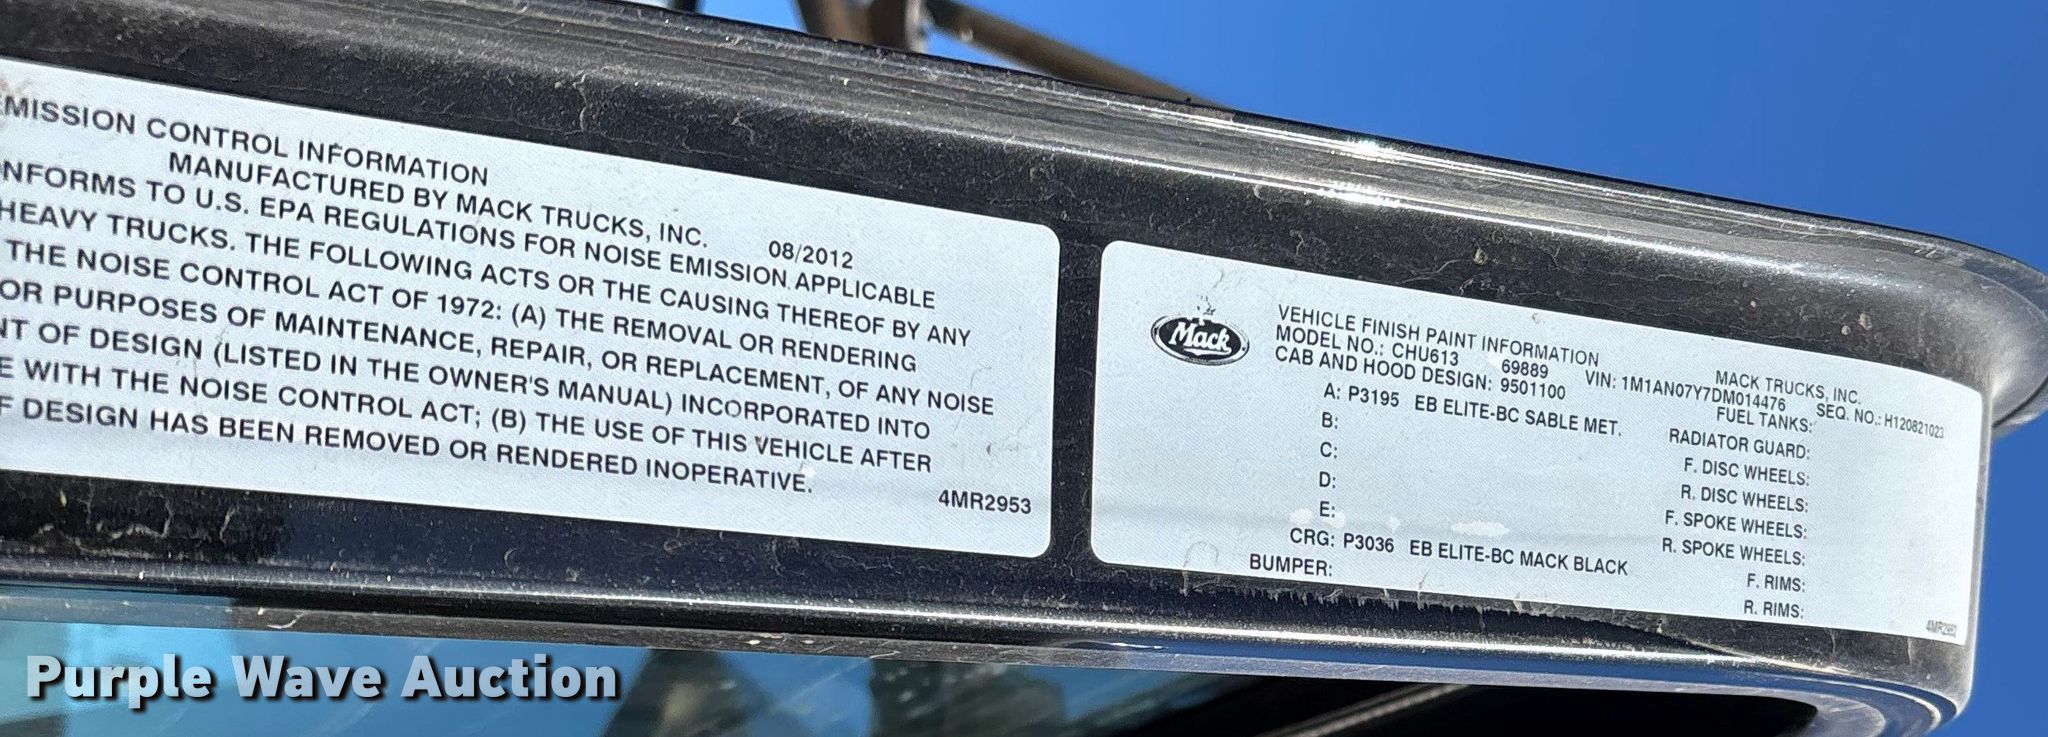 EMISSION CONTROL INFORMATION
MANUFACTURED BY MACK TRUCKS, INC. 08/2012
NFORMS TO U.S. EPA REGULATIONS FOR NOISE EMISSION APPLICABLE
HEAVY TRUCKS. THE FOLLOWING ACTS OR THE CAUSING THEREOF BY ANY
THE NOISE CONTROL ACT OF 1972: (A) THE REMOVAL OR RENDERING
OR PURPOSES OF MAINTENANCE, REPAIR, OR REPLACEMENT, OF ANY NOISE
NT OF DESIGN (LISTED IN THE OWNER'S MANUAL) INCORPORATED INTO
E WITH THE NOISE CONTROL ACT; (B) THE USE OF THIS VEHICLE AFTER
F DESIGN HAS BEEN REMOVED OR RENDERED INOPERATIVE.
4MR2953
Mack
VEHICLE FINISH PAINT INFORMATION MACK TRUCKS, INC.
MODEL NO.: CHU613 69889 VIN: 1M1AN07Y7DM014476 SEQ. NO.: H120821023
CAB AND HOOD DESIGN: 9501100 FUEL TANKS:
A: P3195 EB ELITE-BC SABLE MET. RADIATOR GUARD:
B: F. DISC WHEELS:
C: R. DISC WHEELS:
D: F. SPOKE WHEELS:
E: R. SPOKE WHEELS:
CRG: P3036 EB ELITE-BC MACK BLACK F. RIMS:
BUMPER: R. RIMS:
4MR2952
Purple Wave Auction